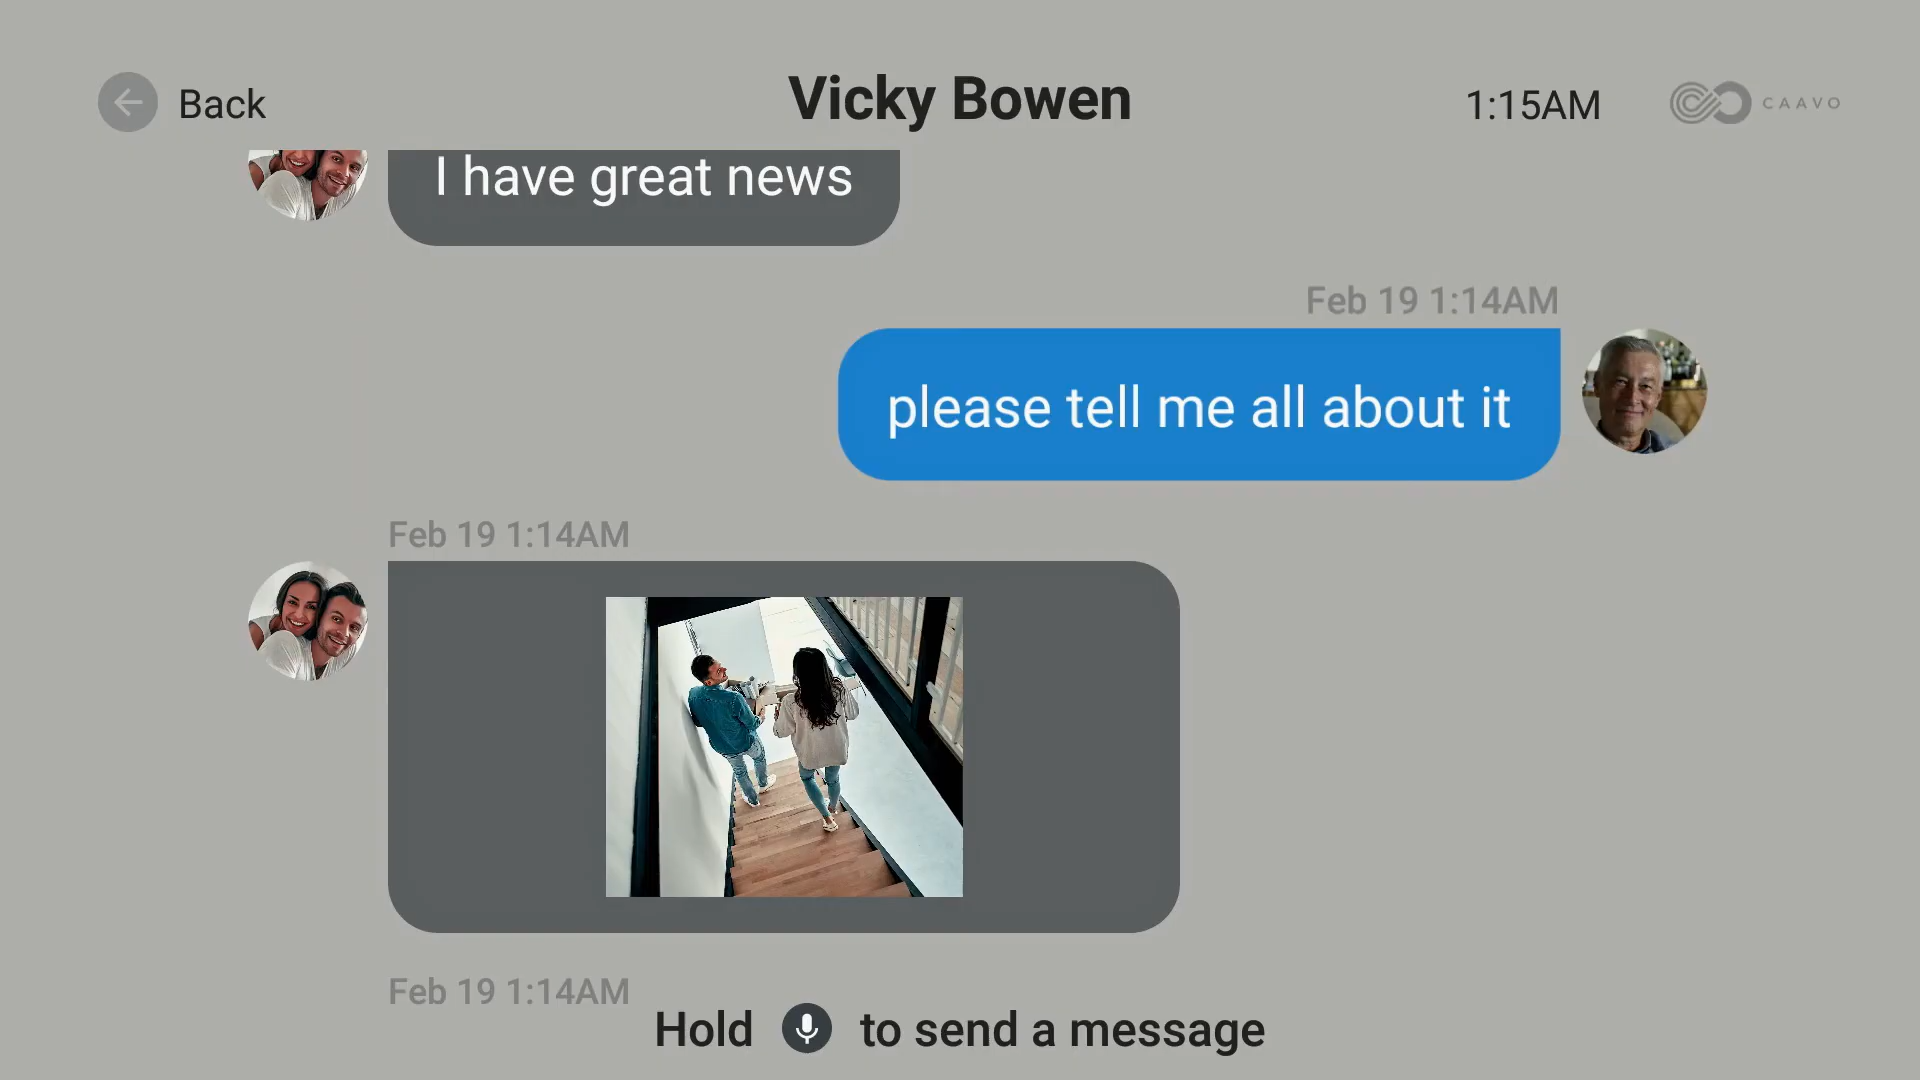 Back
Vicky Bowen
1:15AM
CAAVO
I have great news
Feb 19 1:14AM
please tell me all about it
Feb 19 1:14AM
Feb 19 1:14AM
Hold to send a message